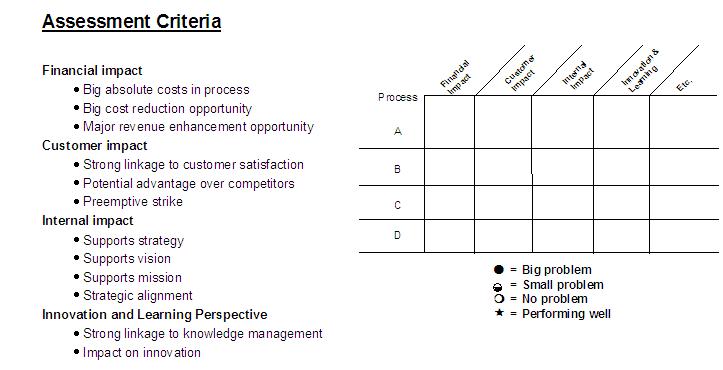 Assessment Criteria
Financial impact
• Big absolute costs in process
• Big cost reduction opportunity
• Major revenue enhancement opportunity
Customer impact
• Strong linkage to customer satisfaction
• Potential advantage over competitors
• Preemptive strike
Internal impact
• Supports strategy
• Supports vision
• Supports mission
• Strategic alignment
Innovation and Learning Perspective
• Strong linkage to knowledge management
• Impact on innovation
Process
Financial
Impact
Customer
Impact
Internal
Impact
Innovation &
Learning
Etc.
A
B
C
D
= Big problem
= Small problem
= No problem
★ = Performing well